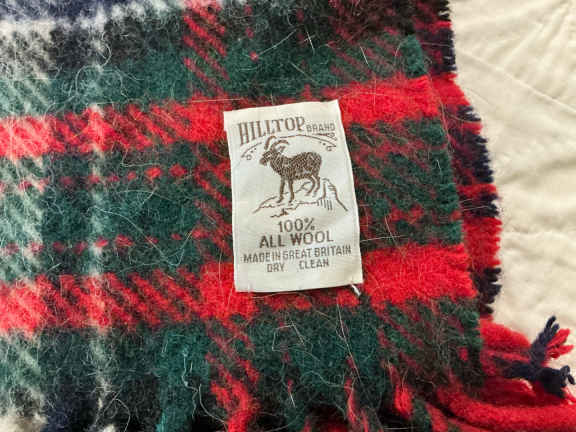 HILLTOP BRAND
100%
ALL WOOL
MADE IN GREAT BRITAIN
DRY CLEAN